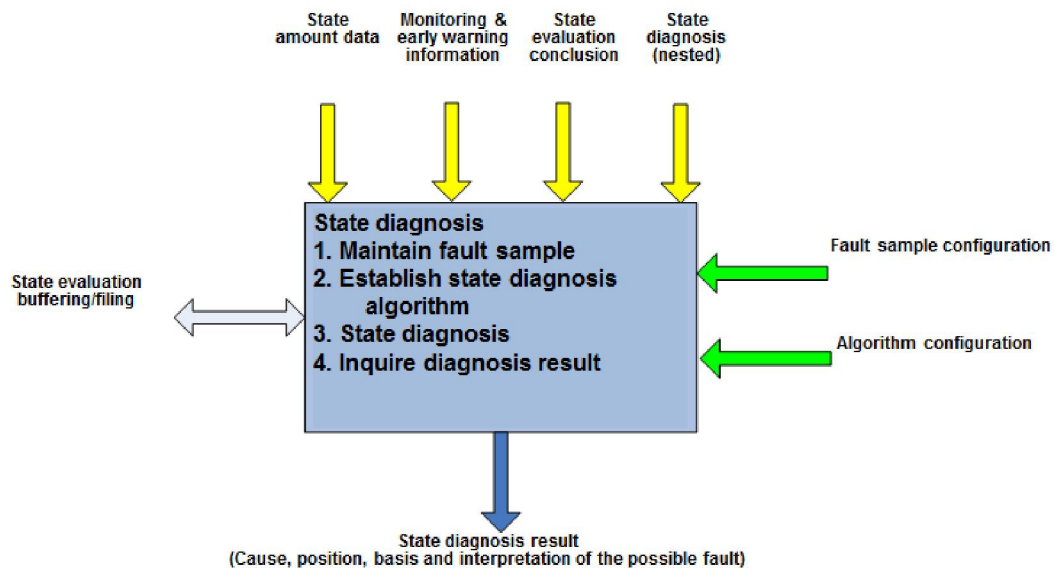 State
amount data
Monitoring &
early warning
information
State
evaluation
conclusion
State
diagnosis
(nested)
State diagnosis
1. Maintain fault sample
2. Establish state diagnosis
algorithm
3. State diagnosis
4. Inquire diagnosis result
Fault sample configuration
Algorithm configuration
State evaluation
buffering/filing
State diagnosis result
(Cause, position, basis and interpretation of the possible fault)